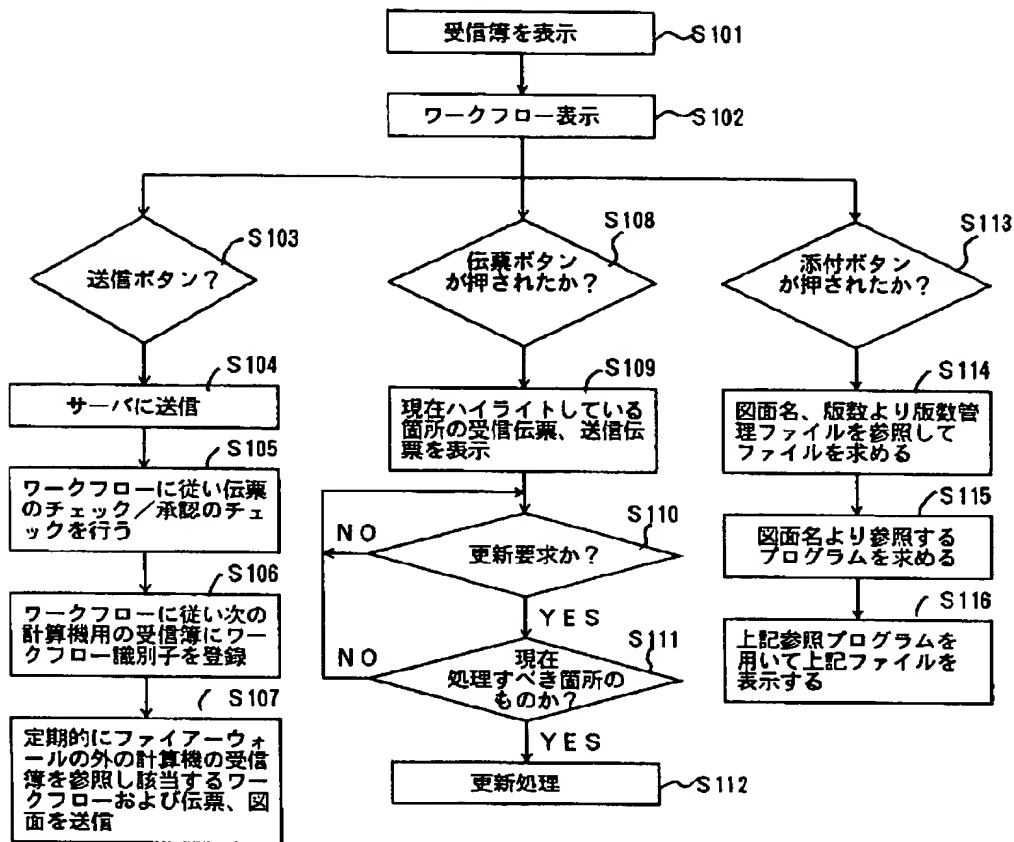 受信簿を表示
S101
ワークフロー表示
S102
S103
送信ボタン？
S104
サーバに送信
S105
ワークフローに従い伝票
のチェック／承認のチェ
ックを行う
S106
ワークフローに従い次の
計算機用の受信簿にワー
クフロー識別子を登録
S107
定期的にファイアーウォ
ールの外の計算機の受信
簿を参照し該当するワー
クフローおよび伝票、図
面を送信
S108
伝票ボタン
が押されたか？
S109
現在ハイライトしている
箇所の受信伝票、送信伝
票を表示
S110
更新要求か？
NO
YES
S111
現在
処理すべき箇所の
ものか？
NO
YES
更新処理
S112
S113
添付ボタン
が押されたか？
S114
図面名、版数より版数管
理ファイルを参照して
ファイルを求める
S115
図面名より参照する
プログラムを求める
S116
上記参照プログラムを
用いて上記ファイルを
表示する